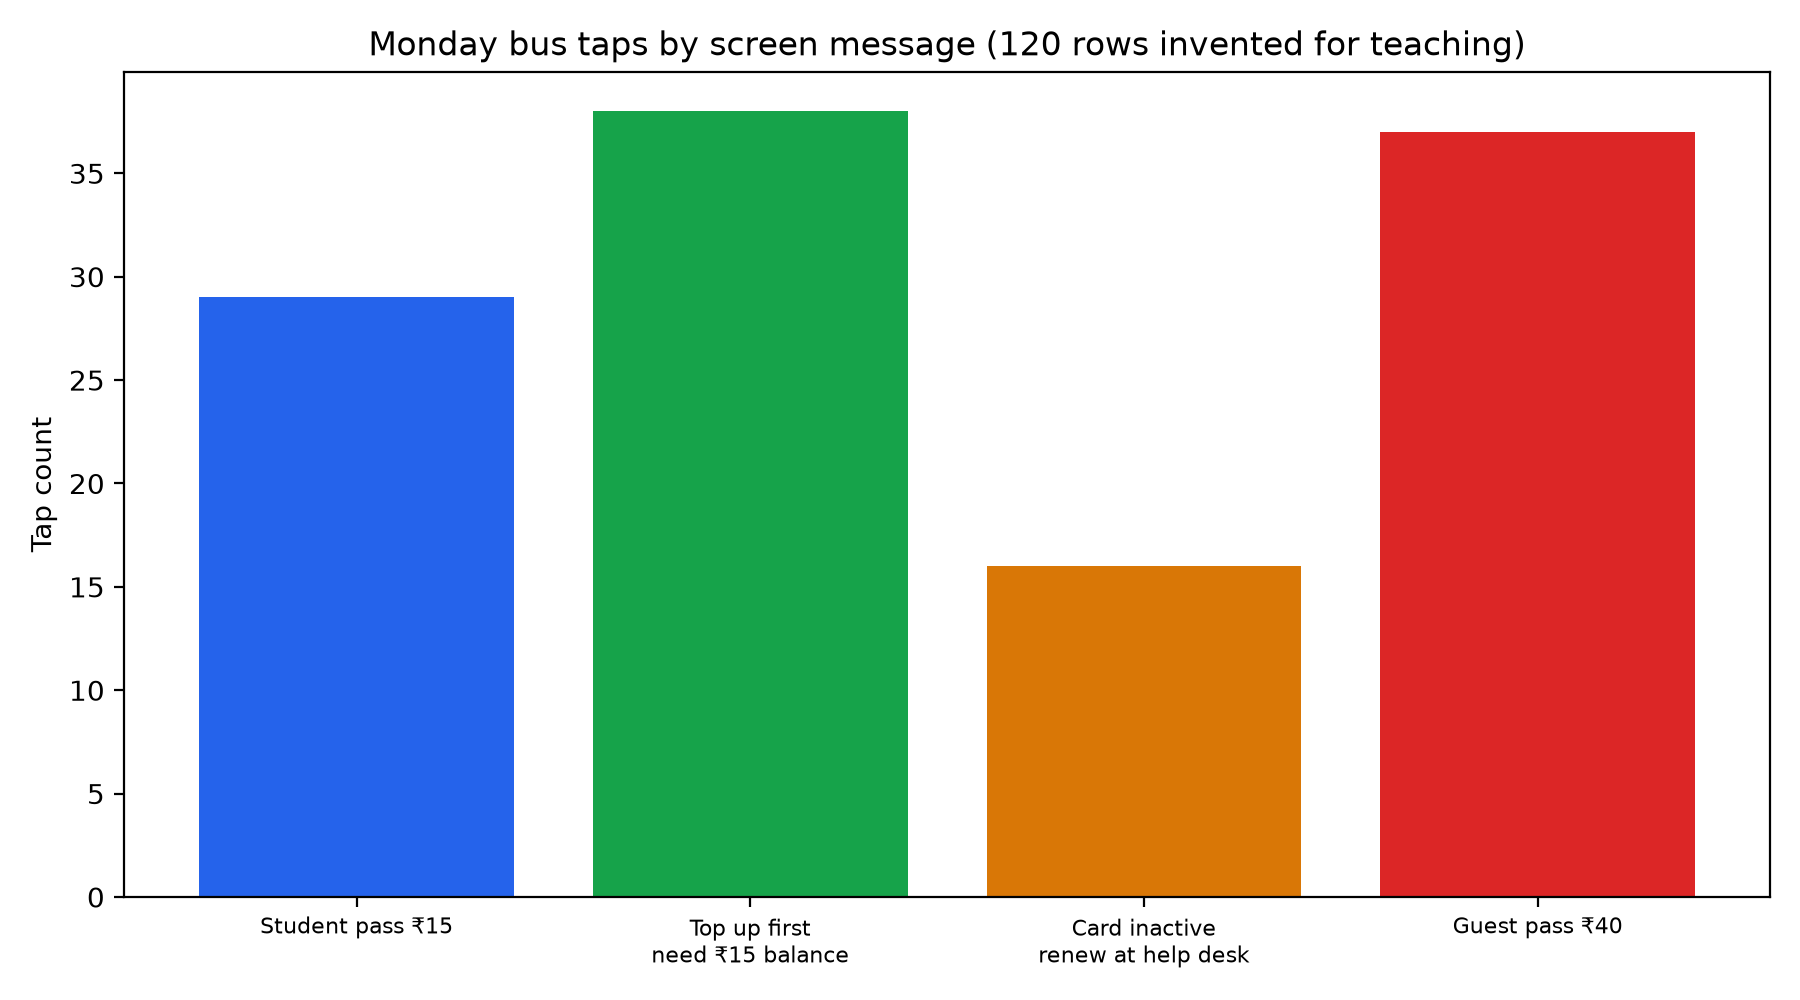 Monday bus taps by screen message (120 rows invented for teaching)
Tap count
35
30
25
20
15
10
5
0
Student pass ₹15
Top up first
need ₹15 balance
Card inactive
renew at help desk
Guest pass ₹40